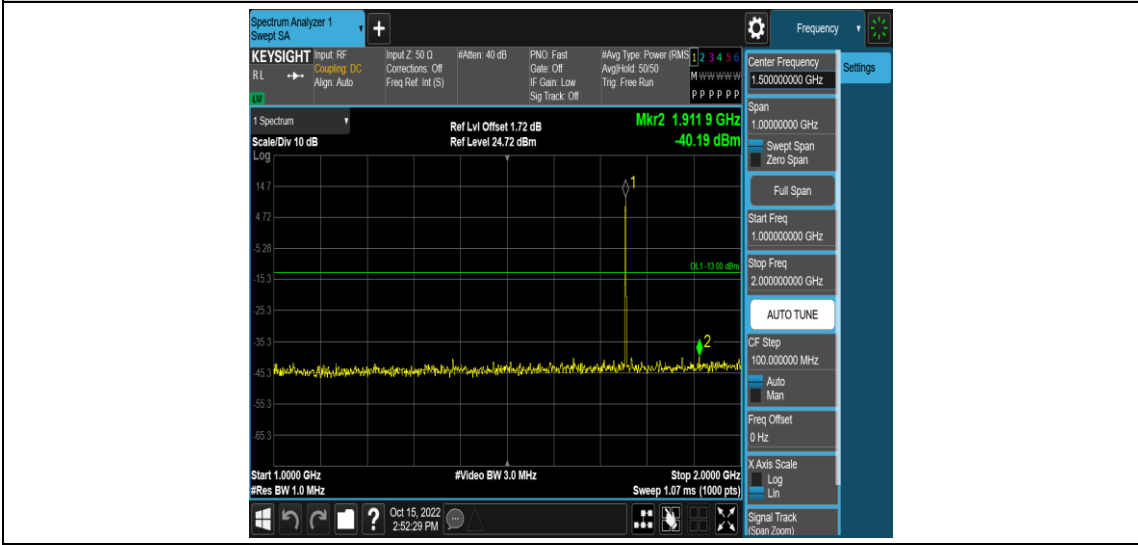 Spectrum Analyzer 1
Swept SA
+
Frequency
KEYSIGHT
RL
LXI
Input: RF
Coupling: DC
Align: Auto
Input Z: 50 Ω
Corrections: Off
Freq Ref: Int (S)
#Atten: 40 dB
PNO: Fast
Gate: Off
IF Gain: Low
Sig Track: Off
#Avg Type: Power (RMS
Avg|Hold: 50/50
Trig: Free Run
1 2 3 4 5 6
M W W W W W
P P P P P P
1 Spectrum
Scale/Div 10 dB
Log
Ref Lvl Offset 1.72 dB
Ref Level 24.72 dBm
Mkr2 1.911 9 GHz
-40.19 dBm
14.7
4.72
-5.28
-15.3
-25.3
-35.3
-45.3
-55.3
-65.3
1
DL1 -13.00 dBm
2
Start 1.0000 GHz
#Res BW 1.0 MHz
#Video BW 3.0 MHz
Stop 2.0000 GHz
Sweep 1.07 ms (1000 pts)
Center Frequency
1.500000000 GHz
Span
1.00000000 GHz
Swept Span
Zero Span
Full Span
Start Freq
1.000000000 GHz
Stop Freq
2.000000000 GHz
AUTO TUNE
CF Step
100.000000 MHz
Auto
Man
Freq Offset
0 Hz
X Axis Scale
Log
Lin
Signal Track
(Span Zoom)
Settings
?
Oct 15, 2022
2:52:29 PM